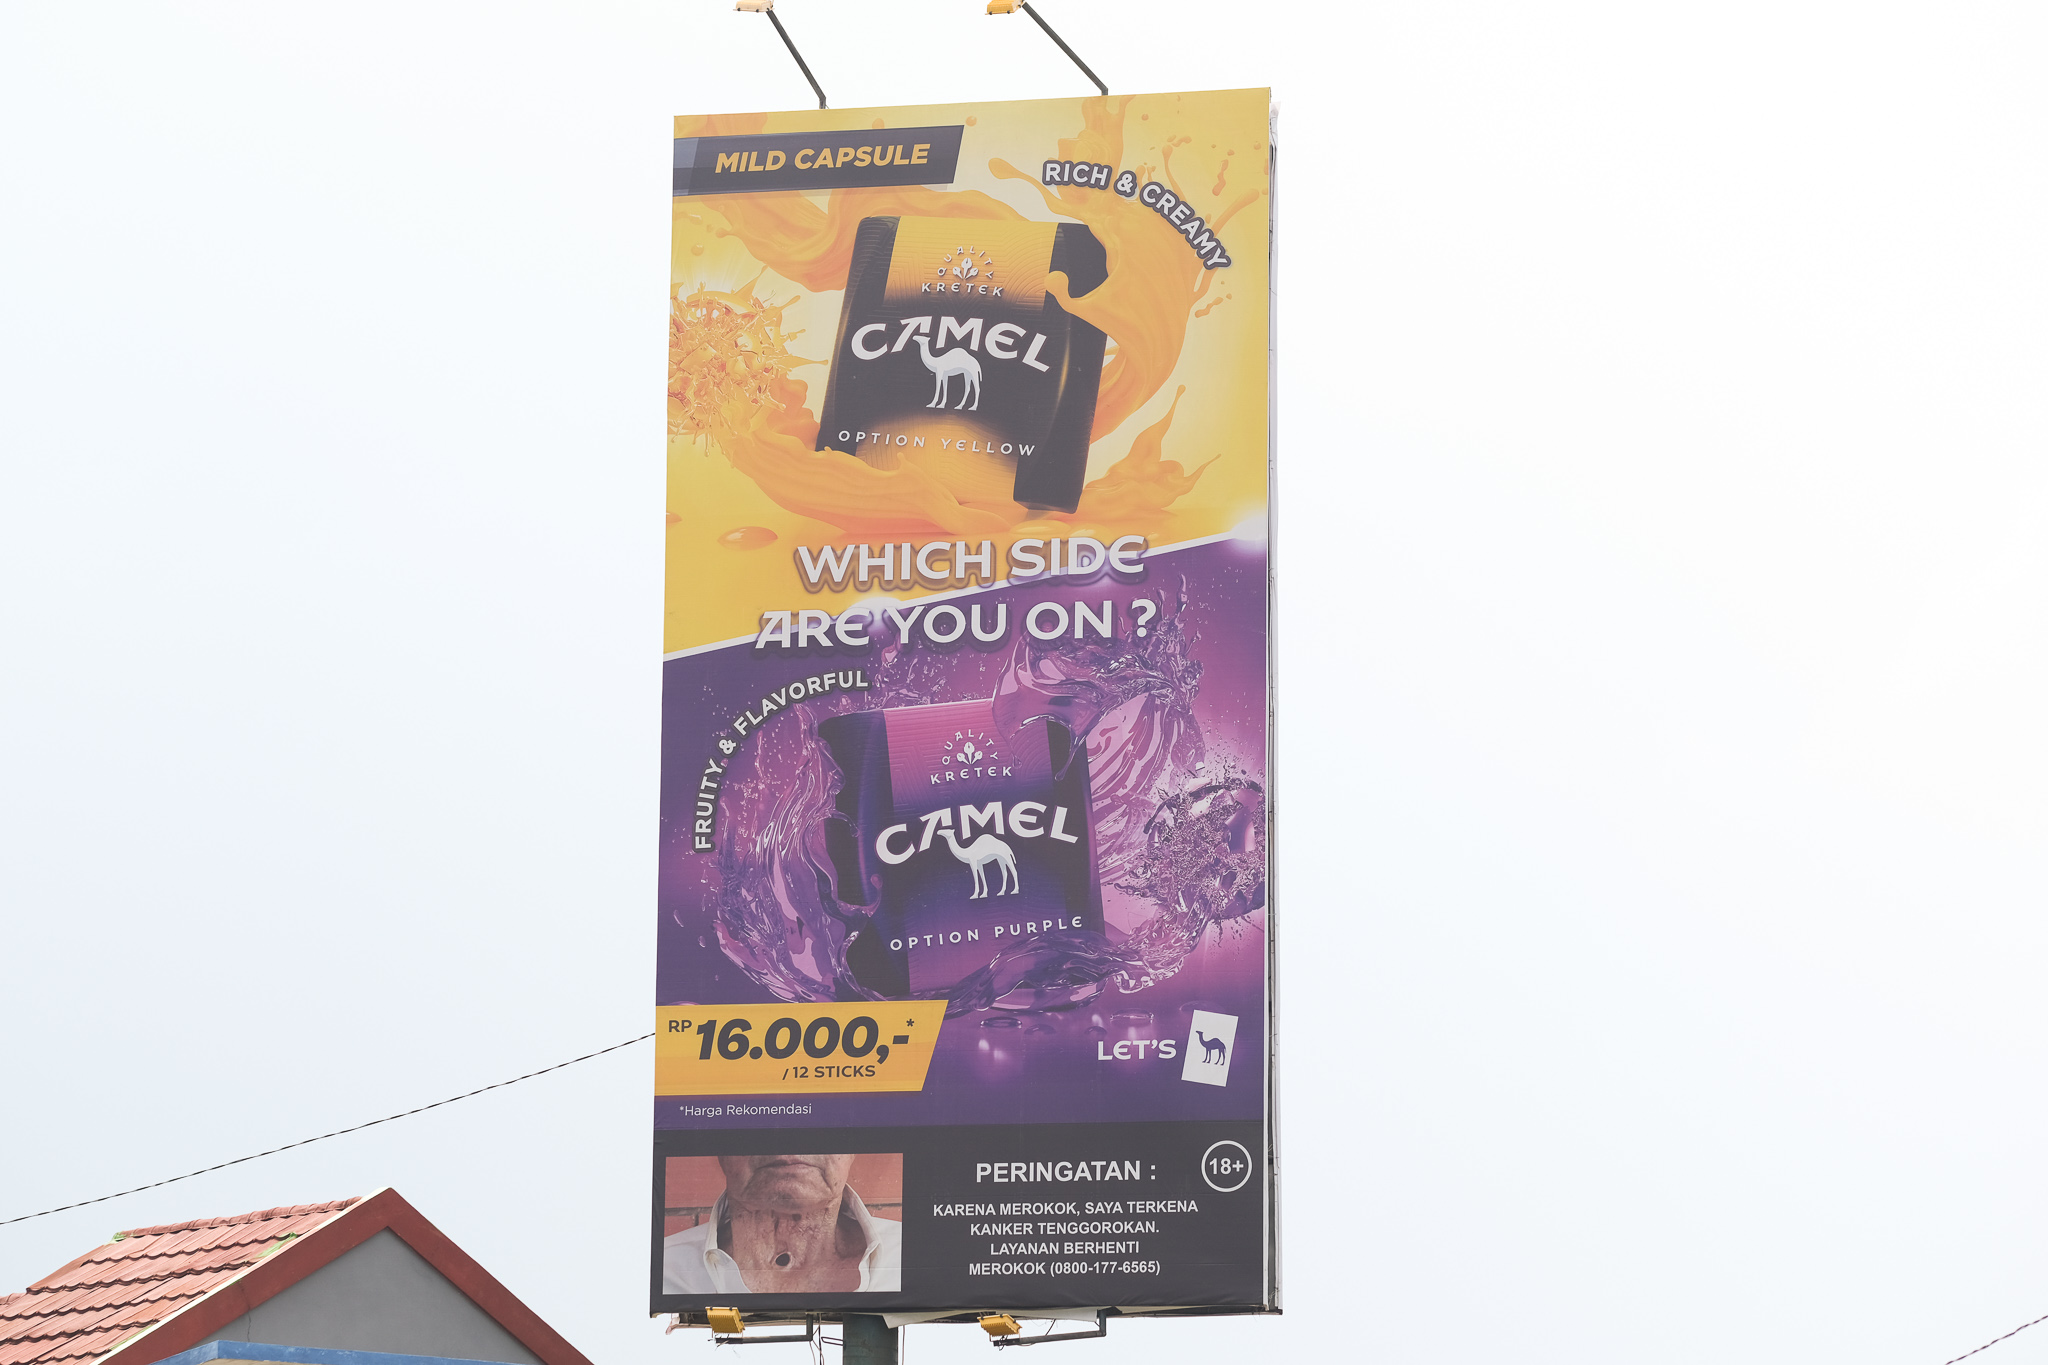 MILD CAPSULE
RICH & CREAMY
QUALITY
KRETEK
CAMEL
OPTION YELLOW
WHICH SIDE
ARE YOU ON ?
FRUITY & FLAVORFUL
QUALITY
KRETEK
CAMEL
OPTION PURPLE
RP 16.000,-*
/ 12 STICKS
LET'S
*Harga Rekomendasi
PERINGATAN :
18+
KARENA MEROKOK, SAYA TERKENA
KANKER TENGGOROKAN.
LAYANAN BERHENTI
MEROKOK (0800-177-6565)